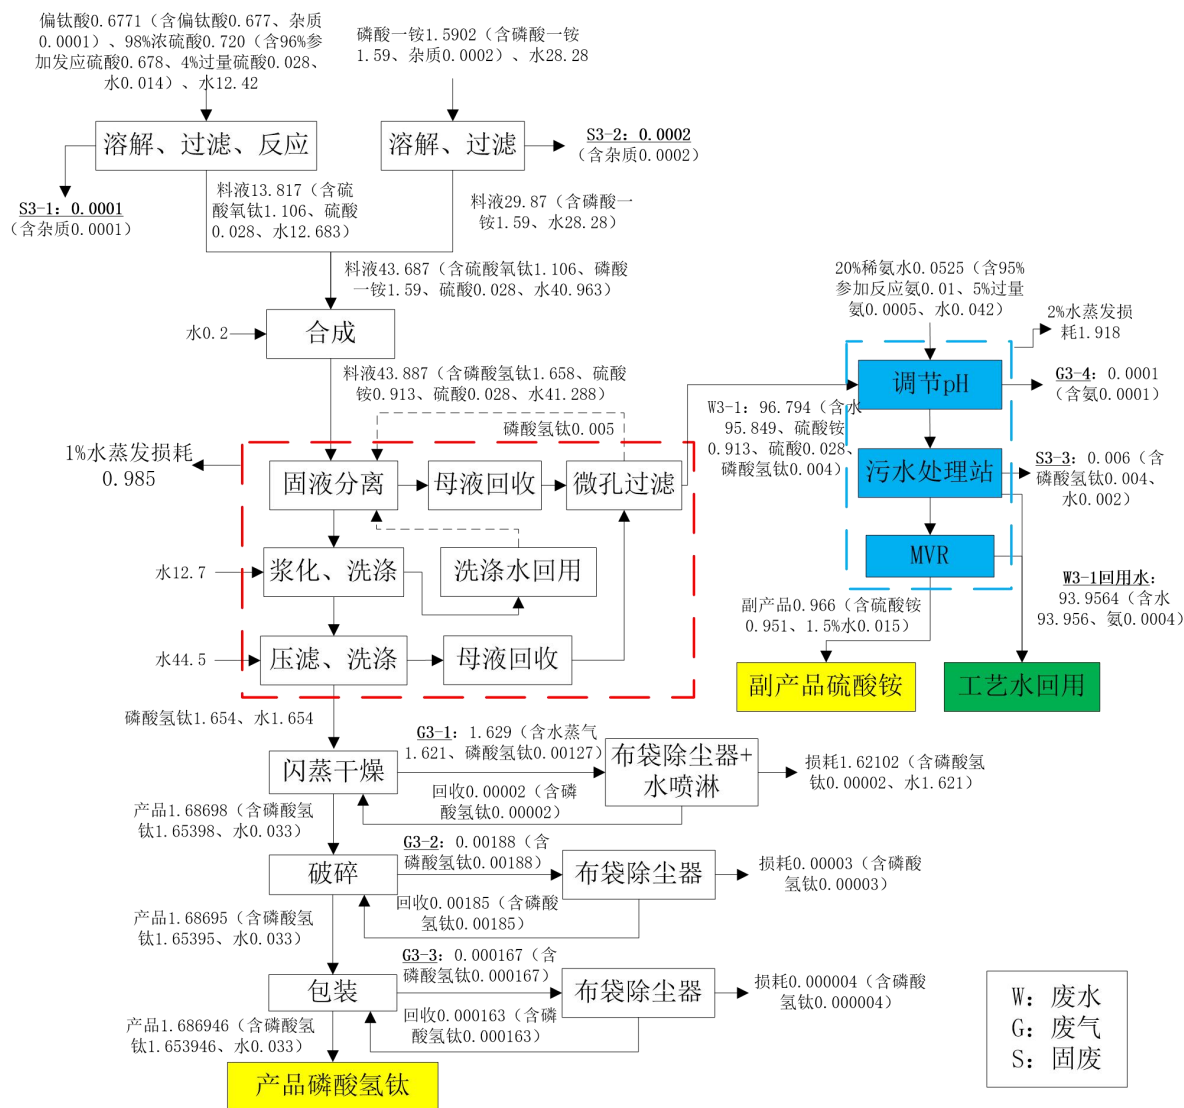 偏钛酸0.6771（含偏钛酸0.677、杂质
0.0001）、98%浓硫酸0.720（含96%参
加发应硫酸0.678、4%过量硫酸0.028、
水0.014）、水12.42
磷酸一铵1.5902（含磷酸一铵
1.59、杂质0.0002）、水28.28
溶解、过滤、反应
溶解、过滤
S3-2：0.0002
（含杂质0.0002）
S3-1：0.0001
（含杂质0.0001）
料液13.817（含硫
酸氧钛1.106、硫酸
0.028、水12.683）
料液29.87（含磷酸一
铵1.59、水28.28）
料液43.687（含硫酸氧钛1.106、磷酸
一铵1.59、硫酸0.028、水40.963）
水0.2
合成
料液43.887（含磷酸氢钛1.658、硫酸
铵0.913、硫酸0.028、水41.288）
20%稀氨水0.0525（含95%
参加反应氨0.01、5%过量
氨0.0005、水0.042）
2%水蒸发损
耗1.918
调节pH
G3-4：0.0001
（含氨0.0001）
W3-1：96.794（含水
95.849、硫酸铵
0.913、硫酸0.028、
磷酸氢钛0.004）
磷酸氢钛0.005
1%水蒸发损耗
0.985
固液分离
母液回收
微孔过滤
污水处理站
S3-3：0.006（含
磷酸氢钛0.004、
水0.002）
MVR
水12.7
浆化、洗涤
洗涤水回用
W3-1回用水：
93.9564（含水
93.956、氨0.0004）
副产品0.966（含硫酸铵
0.951、1.5%水0.015）
水44.5
压滤、洗涤
母液回收
副产品硫酸铵
工艺水回用
磷酸氢钛1.654、水1.654
G3-1：1.629（含水蒸气
1.621、磷酸氢钛0.00127）
闪蒸干燥
布袋除尘器+
水喷淋
损耗1.62102（含磷酸氢
钛0.00002、水1.621）
回收0.00002（含磷
酸氢钛0.00002）
产品1.68698（含磷酸氢
钛1.65398、水0.033）
G3-2：0.00188（含
磷酸氢钛0.00188）
破碎
布袋除尘器
损耗0.00003（含磷酸
氢钛0.00003）
回收0.00185（含磷酸
氢钛0.00185）
产品1.68695（含磷酸氢
钛1.65395、水0.033）
G3-3：0.000167（含
磷酸氢钛0.000167）
包装
布袋除尘器
损耗0.000004（含磷酸
氢钛0.000004）
回收0.000163（含磷
酸氢钛0.000163）
产品1.686946（含磷酸氢
钛1.653946、水0.033）
产品磷酸氢钛
W：废水
G：废气
S：固废